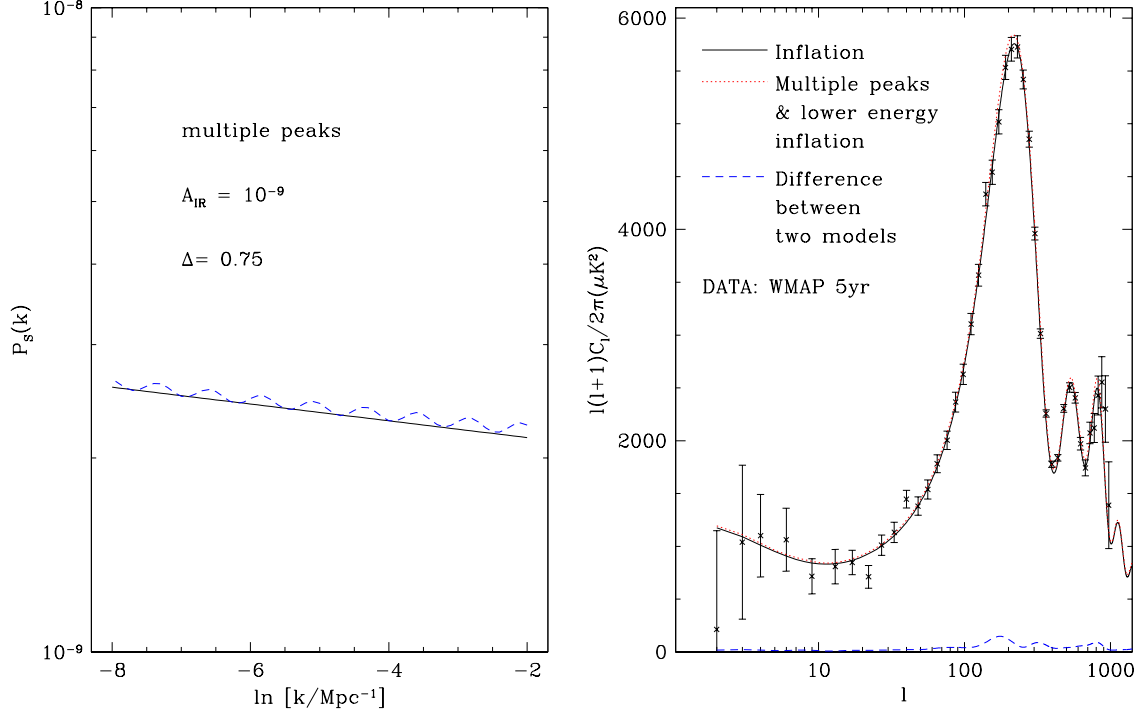 10⁻⁸
multiple peaks
A_IR = 10⁻⁹
Δ= 0.75
P_S(k)
10⁻⁹
−8
−6
−4
−2
ln [k/Mpc⁻¹]
6000
4000
2000
0
l(l+1)C_l/2π(μK²)
Inflation
Multiple peaks
& lower energy
inflation
Difference
between
two models
DATA: WMAP 5yr
10
100
1000
l